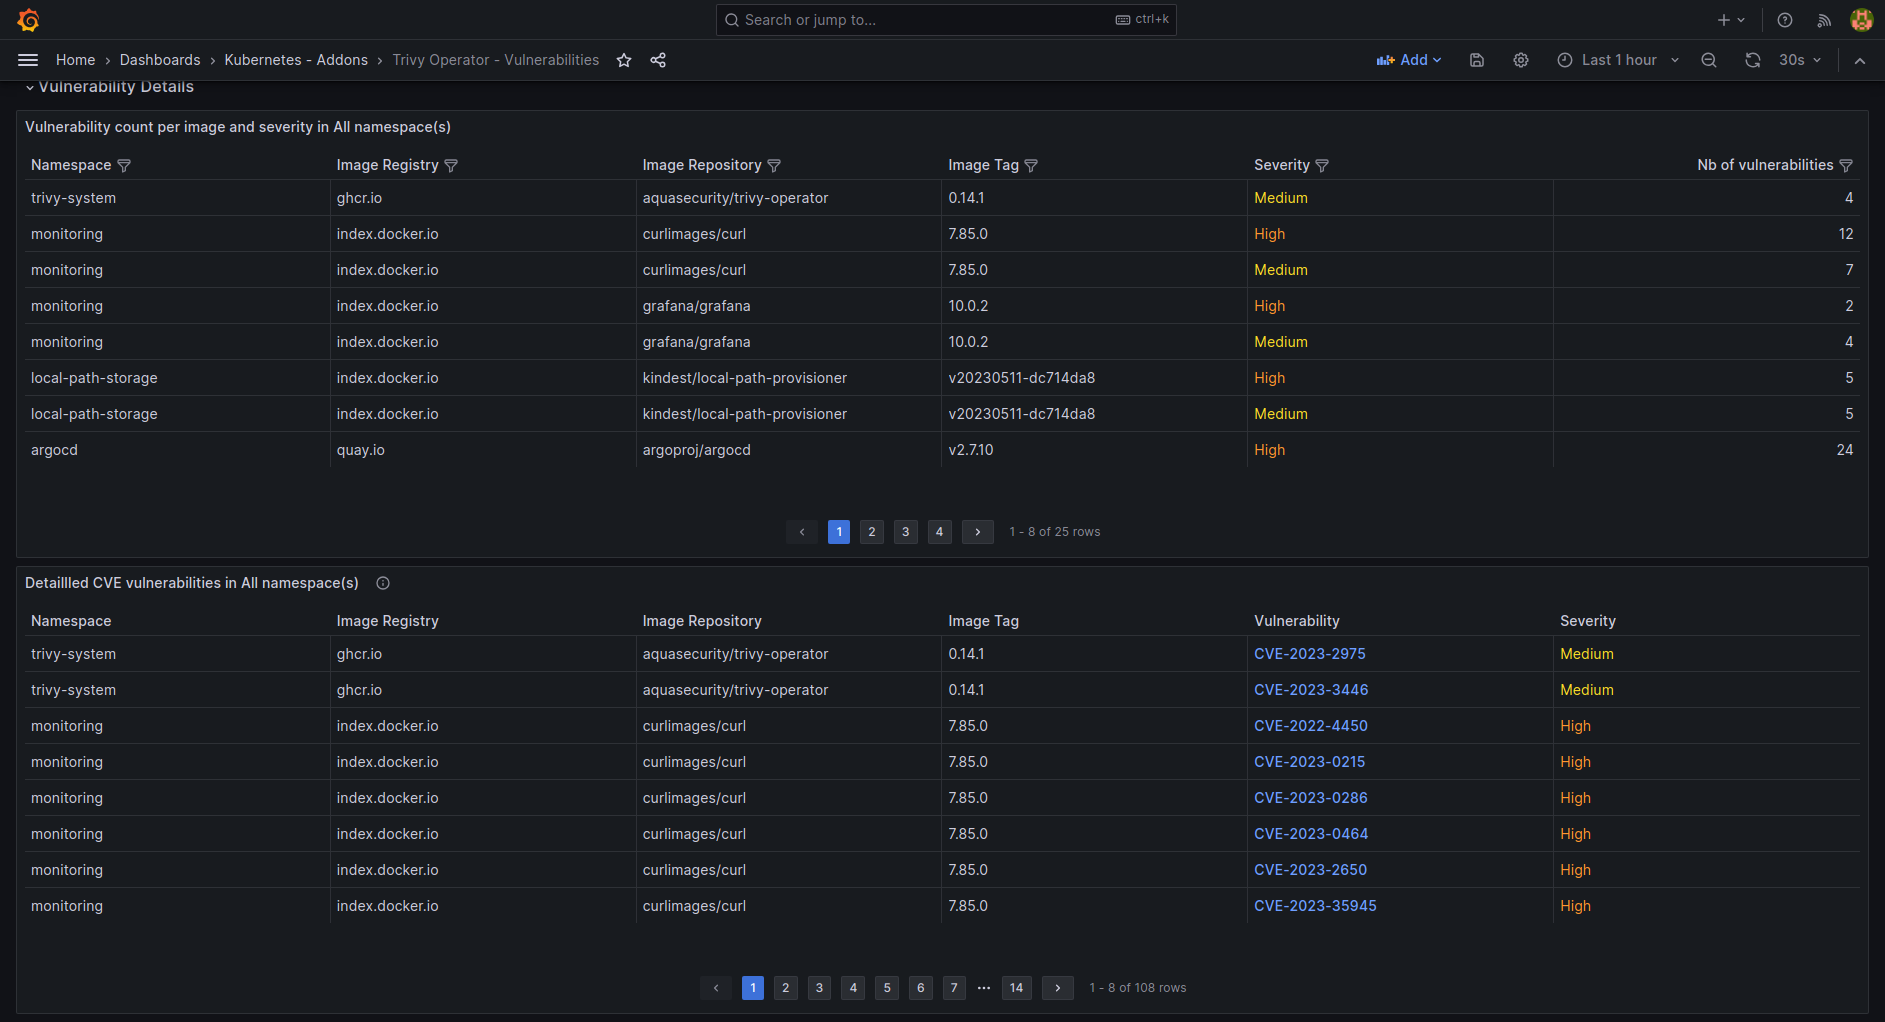 Search or jump to... ctrl+k
Home › Dashboards › Kubernetes - Addons › Trivy Operator - Vulnerabilities Add Last 1 hour 30s
Vulnerability Details
Vulnerability count per image and severity in All namespace(s)
Namespace Image Registry Image Repository Image Tag Severity Nb of vulnerabilities
trivy-system ghcr.io aquasecurity/trivy-operator 0.14.1 Medium 4
monitoring index.docker.io curlimages/curl 7.85.0 High 12
monitoring index.docker.io curlimages/curl 7.85.0 Medium 7
monitoring index.docker.io grafana/grafana 10.0.2 High 2
monitoring index.docker.io grafana/grafana 10.0.2 Medium 4
local-path-storage index.docker.io kindest/local-path-provisioner v20230511-dc714da8 High 5
local-path-storage index.docker.io kindest/local-path-provisioner v20230511-dc714da8 Medium 5
argocd quay.io argoproj/argocd v2.7.10 High 24
‹ 1 2 3 4 › 1 - 8 of 25 rows
Detaillled CVE vulnerabilities in All namespace(s)
Namespace Image Registry Image Repository Image Tag Vulnerability Severity
trivy-system ghcr.io aquasecurity/trivy-operator 0.14.1 CVE-2023-2975 Medium
trivy-system ghcr.io aquasecurity/trivy-operator 0.14.1 CVE-2023-3446 Medium
monitoring index.docker.io curlimages/curl 7.85.0 CVE-2022-4450 High
monitoring index.docker.io curlimages/curl 7.85.0 CVE-2023-0215 High
monitoring index.docker.io curlimages/curl 7.85.0 CVE-2023-0286 High
monitoring index.docker.io curlimages/curl 7.85.0 CVE-2023-0464 High
monitoring index.docker.io curlimages/curl 7.85.0 CVE-2023-2650 High
monitoring index.docker.io curlimages/curl 7.85.0 CVE-2023-35945 High
‹ 1 2 3 4 5 6 7 ··· 14 › 1 - 8 of 108 rows